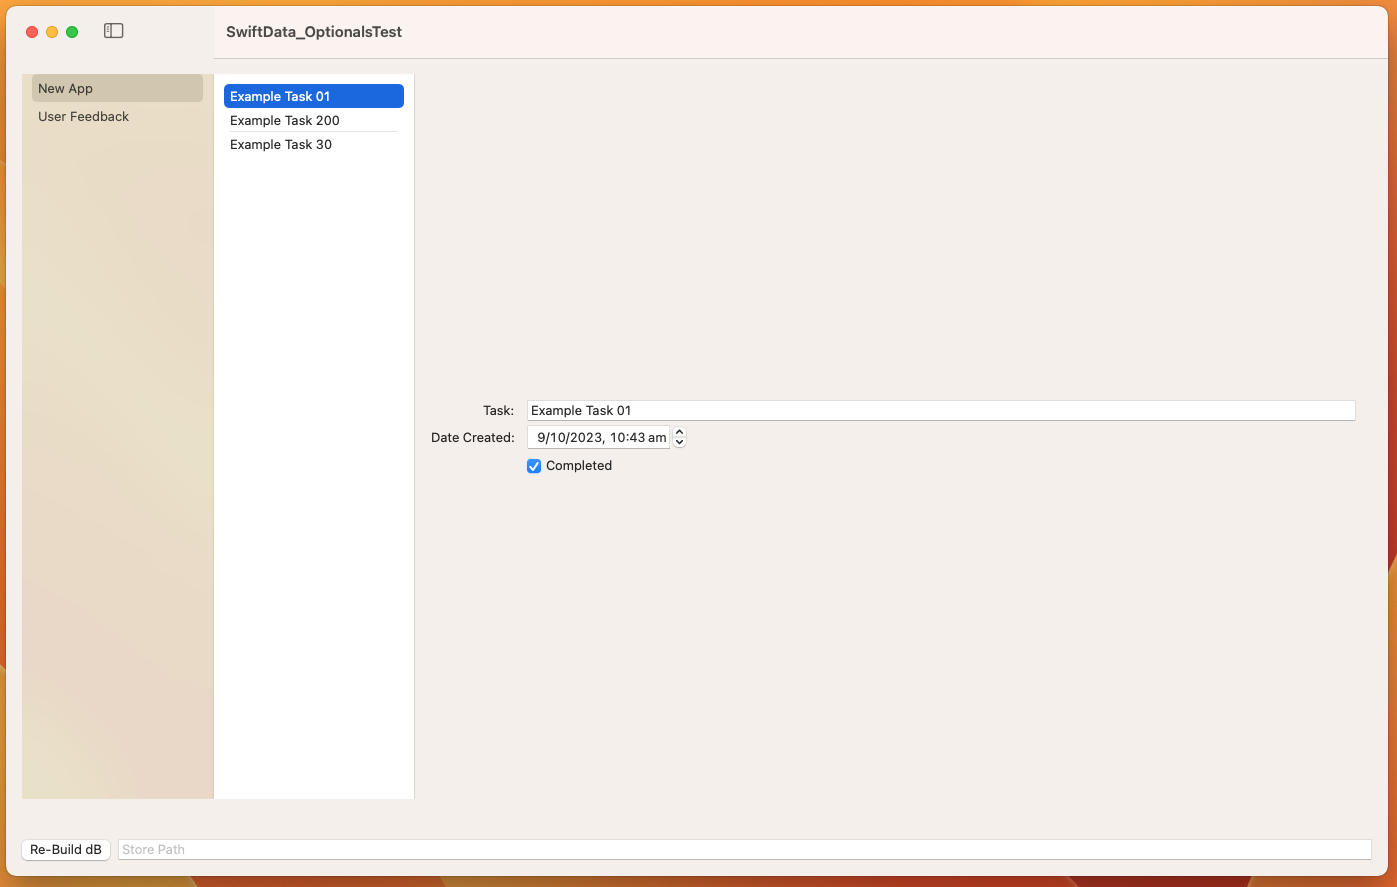 SwiftData_OptionalsTest
New App
User Feedback
Example Task 01
Example Task 200
Example Task 30
Task: Example Task 01
Date Created: 9/10/2023, 10:43 am
Completed
Re-Build dB Store Path